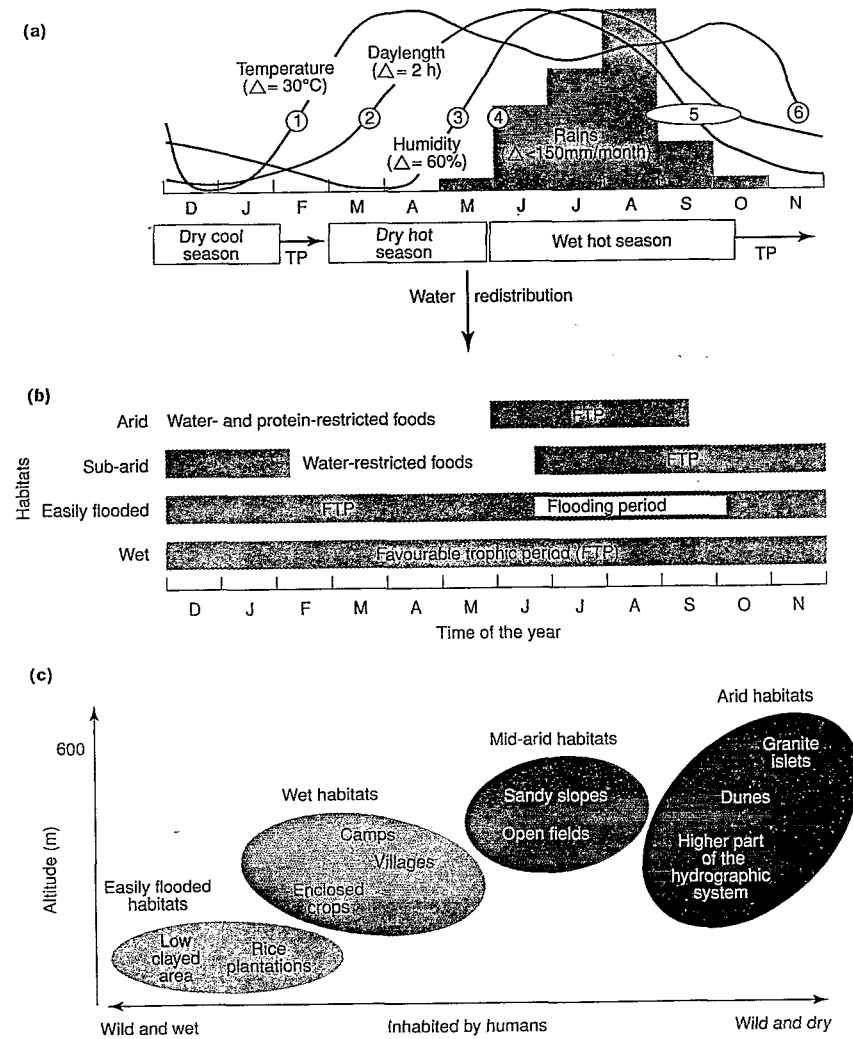 (a)
Temperature
(△ = 30°C)
Daylength
(△ = 2 h)
Humidity
(△ = 60%)
Rains
△<150mm/month)
1
2
3
4
5
6
D J F M A M J J A S O N
Dry cool
season
TP
Dry hot
season
Wet hot season
TP
Water redistribution
(b)
Habitats
Arid Water- and protein-restricted foods FTP
Sub-arid Water-restricted foods FTP
Easily flooded FTP Flooding period
Wet Favourable trophic period (FTP)
D J F M A M J J A S O N
Time of the year
(c)
Altitude (m)
600
Arid habitats
Granite
islets
Dunes
Higher part
of the
hydrographic
system
Mid-arid habitats
Sandy slopes
Open fields
Wet habitats
Camps
Villages
Enclosed
crops
Easily flooded
habitats
Low
clayed
area
Rice
plantations
Wild and wet Inhabited by humans Wild and dry